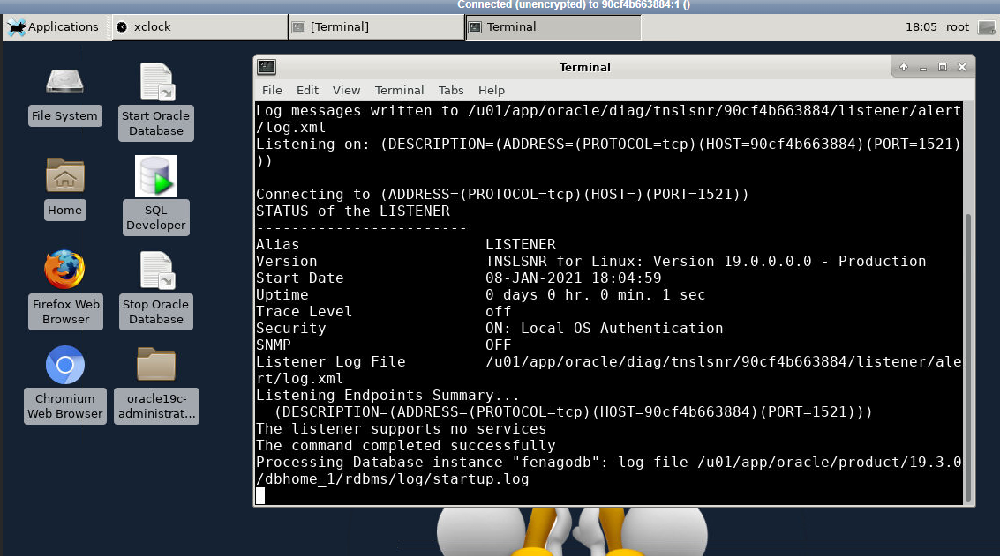 Connected (unencrypted) to 90cf4b663884:1 ()
Applications
xclock
[Terminal]
Terminal
18:05
root
File System
Start Oracle
Database
Home
SQL
Developer
Firefox Web
Browser
Stop Oracle
Database
Chromium
Web Browser
oracle19c-
administrat...
Terminal
File Edit View Terminal Tabs Help
Log messages written to /u01/app/oracle/diag/tnslsnr/90cf4b663884/listener/alert
/log.xml
Listening on: (DESCRIPTION=(ADDRESS=(PROTOCOL=tcp)(HOST=90cf4b663884)(PORT=1521)
))
Connecting to (ADDRESS=(PROTOCOL=tcp)(HOST=)(PORT=1521))
STATUS of the LISTENER
------------------------
Alias LISTENER
Version TNSLSNR for Linux: Version 19.0.0.0.0 - Production
Start Date 08-JAN-2021 18:04:59
Uptime 0 days 0 hr. 0 min. 1 sec
Trace Level off
Security ON: Local OS Authentication
SNMP OFF
Listener Log File /u01/app/oracle/diag/tnslsnr/90cf4b663884/listener/ale
rt/log.xml
Listening Endpoints Summary...
(DESCRIPTION=(ADDRESS=(PROTOCOL=tcp)(HOST=90cf4b663884)(PORT=1521)))
The listener supports no services
The command completed successfully
Processing Database instance "fenagodb": log file /u01/app/oracle/product/19.3.0
/dbhome_1/rdbms/log/startup.log